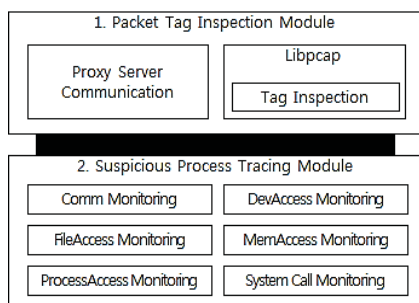 1. Packet Tag Inspection Module
Proxy Server
Communication
Libpcap
Tag Inspection
2. Suspicious Process Tracing Module
Comm Monitoring
DevAccess Monitoring
FileAccess Monitoring
MemAccess Monitoring
ProcessAccess Monitoring
System Call Monitoring